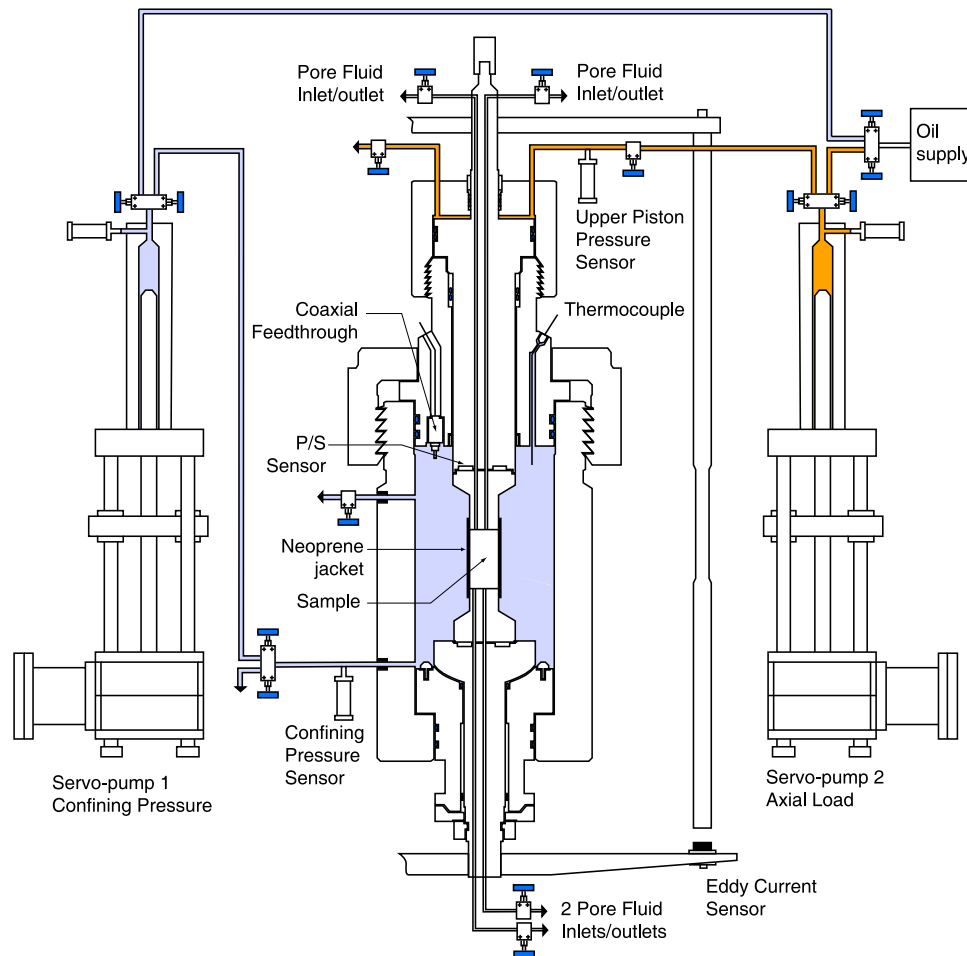 Pore Fluid
Inlet/outlet
Pore Fluid
Inlet/outlet
Oil
supply
Upper Piston
Pressure
Sensor
Coaxial
Feedthrough
Thermocouple
P/S
Sensor
Neoprene
jacket
Sample
Confining
Pressure
Sensor
Servo-pump 1
Confining Pressure
Servo-pump 2
Axial Load
Eddy Current
Sensor
2 Pore Fluid
Inlets/outlets